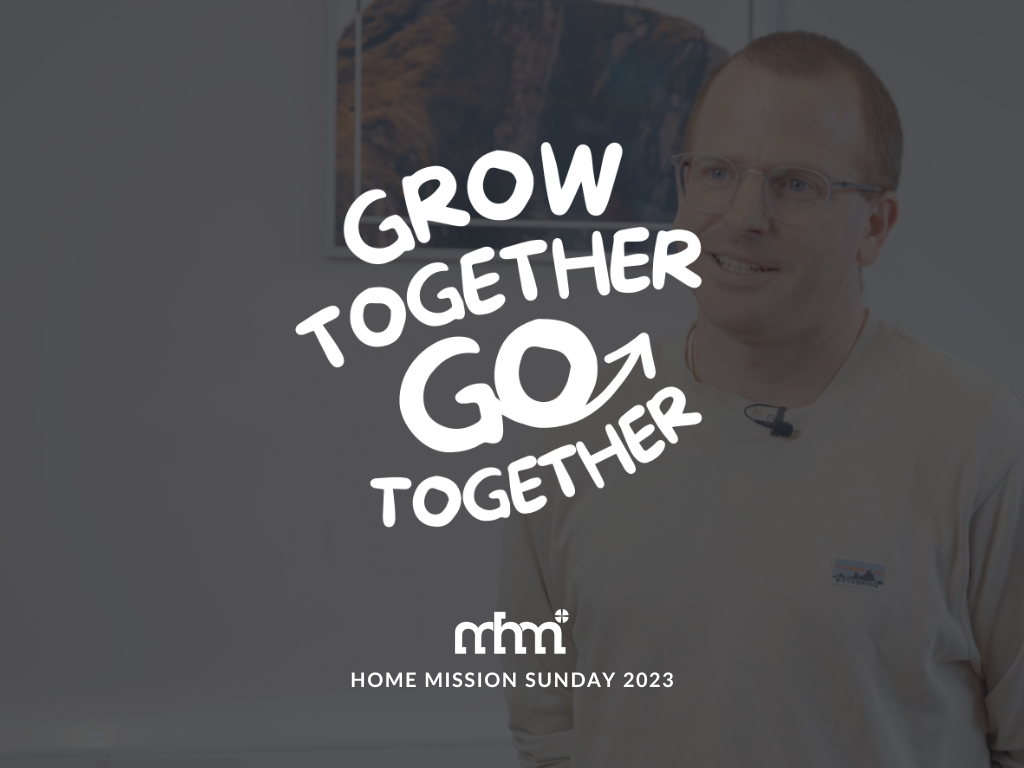 GROW
TOGETHER
GO
TOGETHER
mhm
HOME MISSION SUNDAY 2023